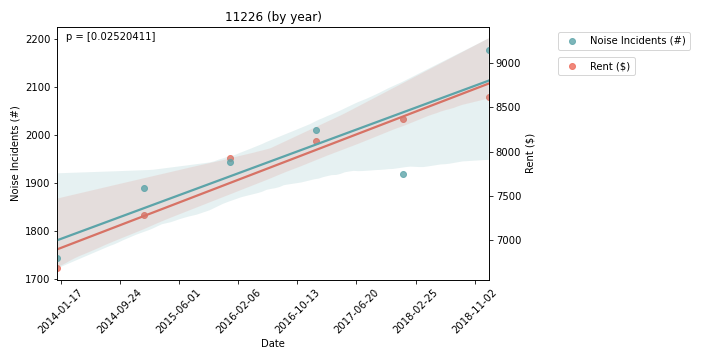 11226 (by year)
p = [0.02520411]
Noise Incidents (#)
Rent ($)
2200
2100
2000
1900
1800
1700
Noise Incidents (#)
9000
8500
8000
7500
7000
Rent ($)
2014-01-17
2014-09-24
2015-06-01
2016-02-06
2016-10-13
2017-06-20
2018-02-25
2018-11-02
Date